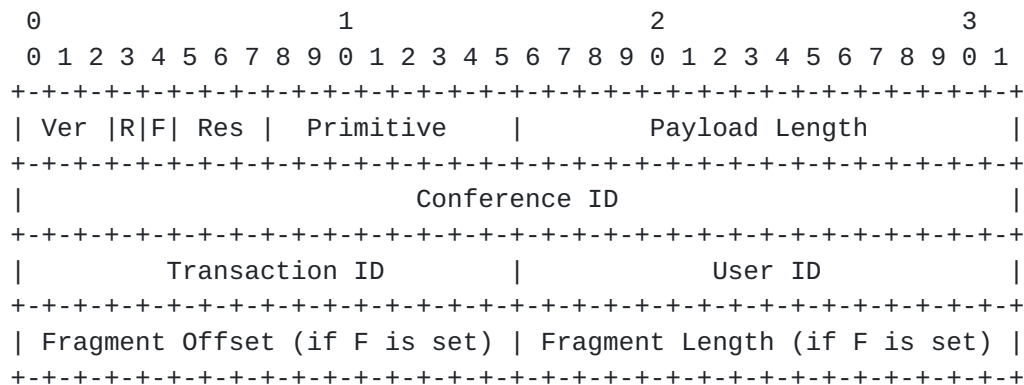 0                   1                   2                   3
 0 1 2 3 4 5 6 7 8 9 0 1 2 3 4 5 6 7 8 9 0 1 2 3 4 5 6 7 8 9 0 1
+-+-+-+-+-+-+-+-+-+-+-+-+-+-+-+-+-+-+-+-+-+-+-+-+-+-+-+-+-+-+-+-+
| Ver |R|F| Res |  Primitive    |        Payload Length         |
+-+-+-+-+-+-+-+-+-+-+-+-+-+-+-+-+-+-+-+-+-+-+-+-+-+-+-+-+-+-+-+-+
|                         Conference ID                         |
+-+-+-+-+-+-+-+-+-+-+-+-+-+-+-+-+-+-+-+-+-+-+-+-+-+-+-+-+-+-+-+-+
|         Transaction ID        |            User ID            |
+-+-+-+-+-+-+-+-+-+-+-+-+-+-+-+-+-+-+-+-+-+-+-+-+-+-+-+-+-+-+-+-+
| Fragment Offset (if F is set) | Fragment Length (if F is set) |
+-+-+-+-+-+-+-+-+-+-+-+-+-+-+-+-+-+-+-+-+-+-+-+-+-+-+-+-+-+-+-+-+